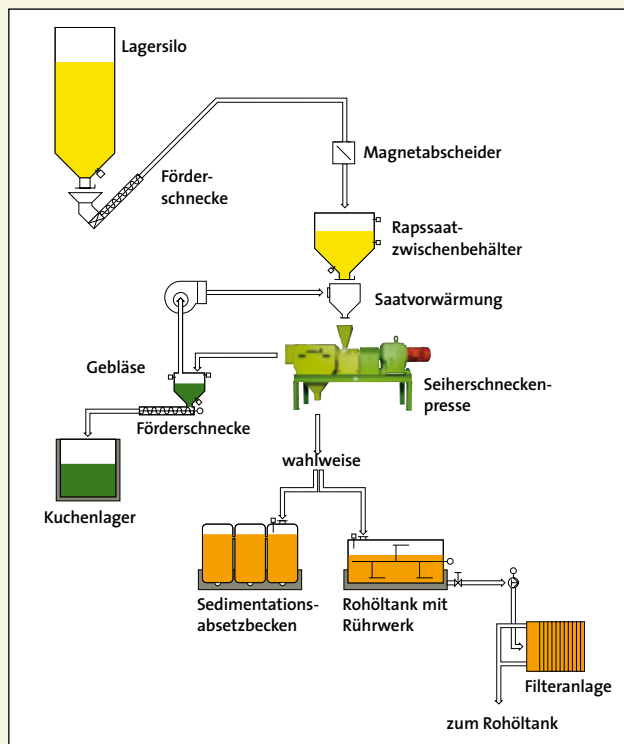 Lagersilo
Magnetabscheider
Förder-
schnecke
Rapssaat-
zwischenbehälter
Saatvorwärmung
Gebläse
Seiherschnecken-
presse
Förderschnecke
wahlweise
Kuchenlager
Sedimentations-
absetzbecken
Rohöltank mit
Rührwerk
Filteranlage
zum Rohöltank